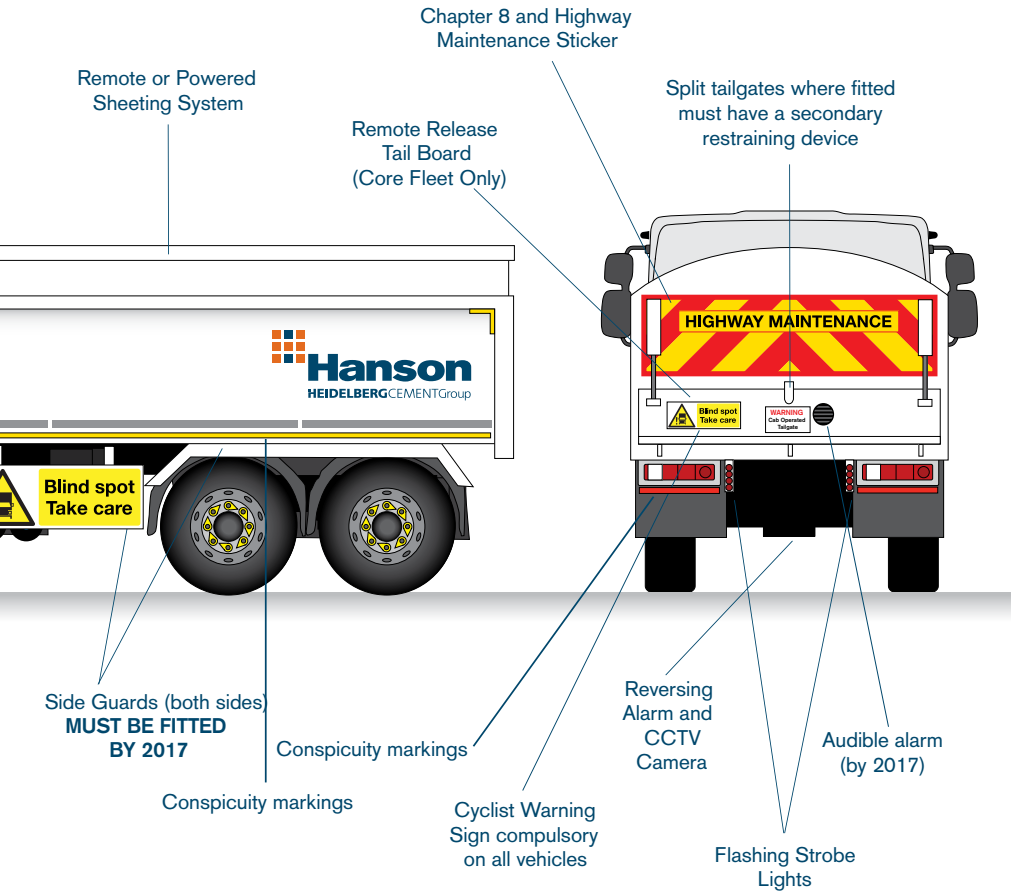 Chapter 8 and Highway
Maintenance Sticker
Remote or Powered
Sheeting System
Split tailgates where fitted
must have a secondary
restraining device
Remote Release
Tail Board
(Core Fleet Only)
HIGHWAY MAINTENANCE
Hanson
HEIDELBERGCEMENTGroup
Blind spot
Take care
WARNING
Cab Operated
Tailgate
Blind spot
Take care
Side Guards (both sides)
MUST BE FITTED
BY 2017
Conspicuity markings
Conspicuity markings
Cyclist Warning
Sign compulsory
on all vehicles
Reversing
Alarm and
CCTV
Camera
Audible alarm
(by 2017)
Flashing Strobe
Lights